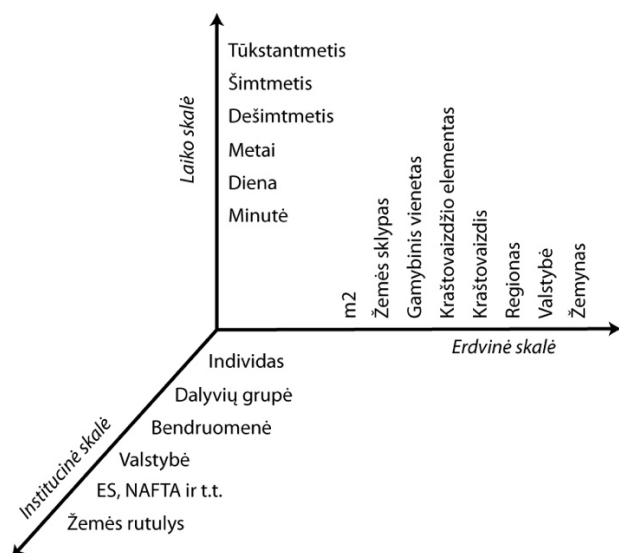 Tūkstantmetis
Šimtmetis
Dešimtmetis
Metai
Diena
Minutė
Laiko skalė
m2
Žemės sklypas
Gamybinis vienetas
Kraštovaizdžio elementas
Kraštovaizdis
Regionas
Valstybė
Žemynas
Erdvinė skalė
Individas
Dalyvių grupė
Bendruomenė
Valstybė
ES, NAFTA ir t.t.
Žemės rutulys
Institucinė skalė